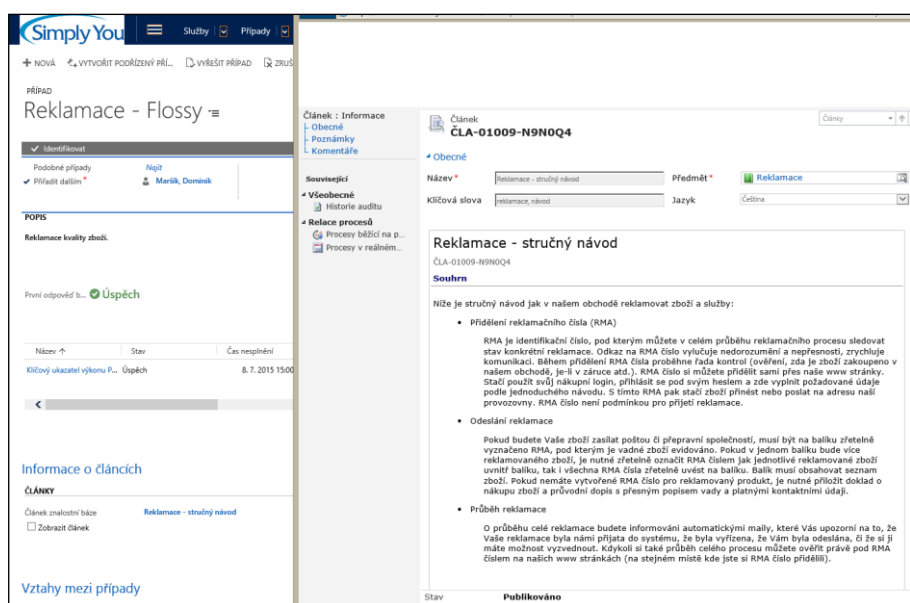 Simply You
Služby
Případy
NOVÁ
VYTVOŘIT PODŘÍZENÝ PŘÍ...
VYŘEŠIT PŘÍPAD
ZRUŠ
PŘÍPAD
Reklamace - Flossy
Identifikovat
Podobné případy Najít
Přiřadit dalším * Maršík, Dominik
POPIS
Reklamace kvality zboží.
První odpověď b... Úspěch
Název Stav Čas nesplnění
Klíčový ukazatel výkonu P... Úspěch 8. 7. 2015 15:00
Informace o článcích
ČLÁNKY
Článek znalostní báze Reklamace - stručný návod
Zobrazit článek
Vztahy mezi případy
Článek : Informace
Obecné
Poznámky
Komentáře
Související
Všeobecné
Historie auditu
Relace procesů
Procesy běžící na p...
Procesy v reálném...
Článek
ČLA-01009-N9N0Q4
Články
Obecné
Název * Reklamace - stručný návod Předmět * Reklamace
Klíčová slova reklamace, návod Jazyk Čeština
Reklamace - stručný návod
ČLA-01009-N9N0Q4
Souhrn
Níže je stručný návod jak v našem obchodě reklamovat zboží a služby:
• Přidělení reklamačního čísla (RMA)
RMA je identifikační číslo, pod kterým můžete v celém průběhu reklamačního procesu sledovat
stav konkrétní reklamace. Odkaz na RMA číslo vylučuje nedorozumění a nepřesnosti, zrychluje
komunikaci. Během přidělení RMA čísla proběhne řada kontrol (ověření, zda je zboží zakoupeno v
našem obchodě, je-li v záruce atd.). RMA číslo si můžete přidělit sami přes naše www stránky.
Stačí použít svůj nákupní login, přihlásit se pod svým heslem a zde vyplnit požadované údaje
podle jednoduchého návodu. S tímto RMA pak stačí zboží přinést nebo poslat na adresu naší
provozovny. RMA číslo není podmínkou pro přijetí reklamace.
• Odeslání reklamace
Pokud budete Vaše zboží zasílat poštou či přepravní společností, musí být na balíku zřetelně
vyznačeno RMA, pod kterým je vadné zboží evidováno. Pokud v jednom balíku bude více
reklamovaného zboží, je nutné zřetelně označit RMA číslem jak jednotlivé reklamované zboží
uvnitř balíku, tak i všechna RMA čísla zřetelně uvést na balíku. Balík musí obsahovat seznam
zboží. Pokud nemáte vytvořené RMA číslo pro reklamovaný produkt, je nutné přiložit doklad o
nákupu zboží a průvodní dopis s přesným popisem vady a platnými kontaktními údaji.
• Průběh reklamace
O průběhu celé reklamace budete informováni automatickými maily, které Vás upozorní na to, že
Vaše reklamace byla námi přijata do systému, že byla vyřízena, že Vám byla odeslána, či že si ji
máte možnost vyzvednout. Kdykoli si také průběh celého procesu můžete ověřit právě pod RMA
číslem na našich www stránkách (na stejném místě kde jste si RMA číslo přidělili).
Stav Publikováno